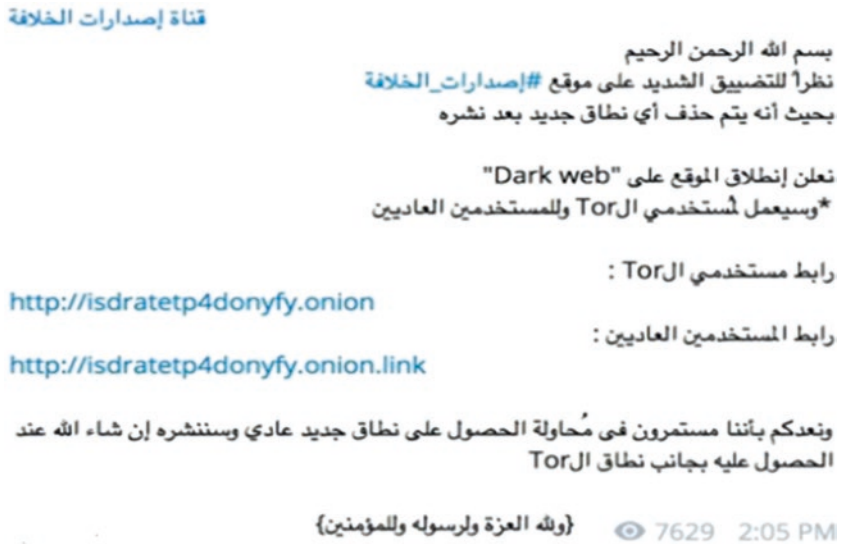 قناة إصدارات الخلافة
بسم الله الرحمن الرحيم
نظراً للتضييق الشديد على موقع #إصدارات_الخلافة
بحيث أنه يتم حذف أي نطاق جديد بعد نشره
نعلن إنطلاق الموقع على "Dark web"
*وسيعمل لمُستخدمي الTor وللمستخدمين العاديين
رابط مستخدمي الTor :
http://isdratetp4donyfy.onion
رابط المستخدمين العاديين :
http://isdratetp4donyfy.onion.link
ونعدكم بأننا مستمرون في مُحاولة الحصول على نطاق جديد عادي وسننشره إن شاء الله عند
الحصول عليه بجانب نطاق الTor
{ولله العزة ولرسوله وللمؤمنين}
7629 2:05 PM